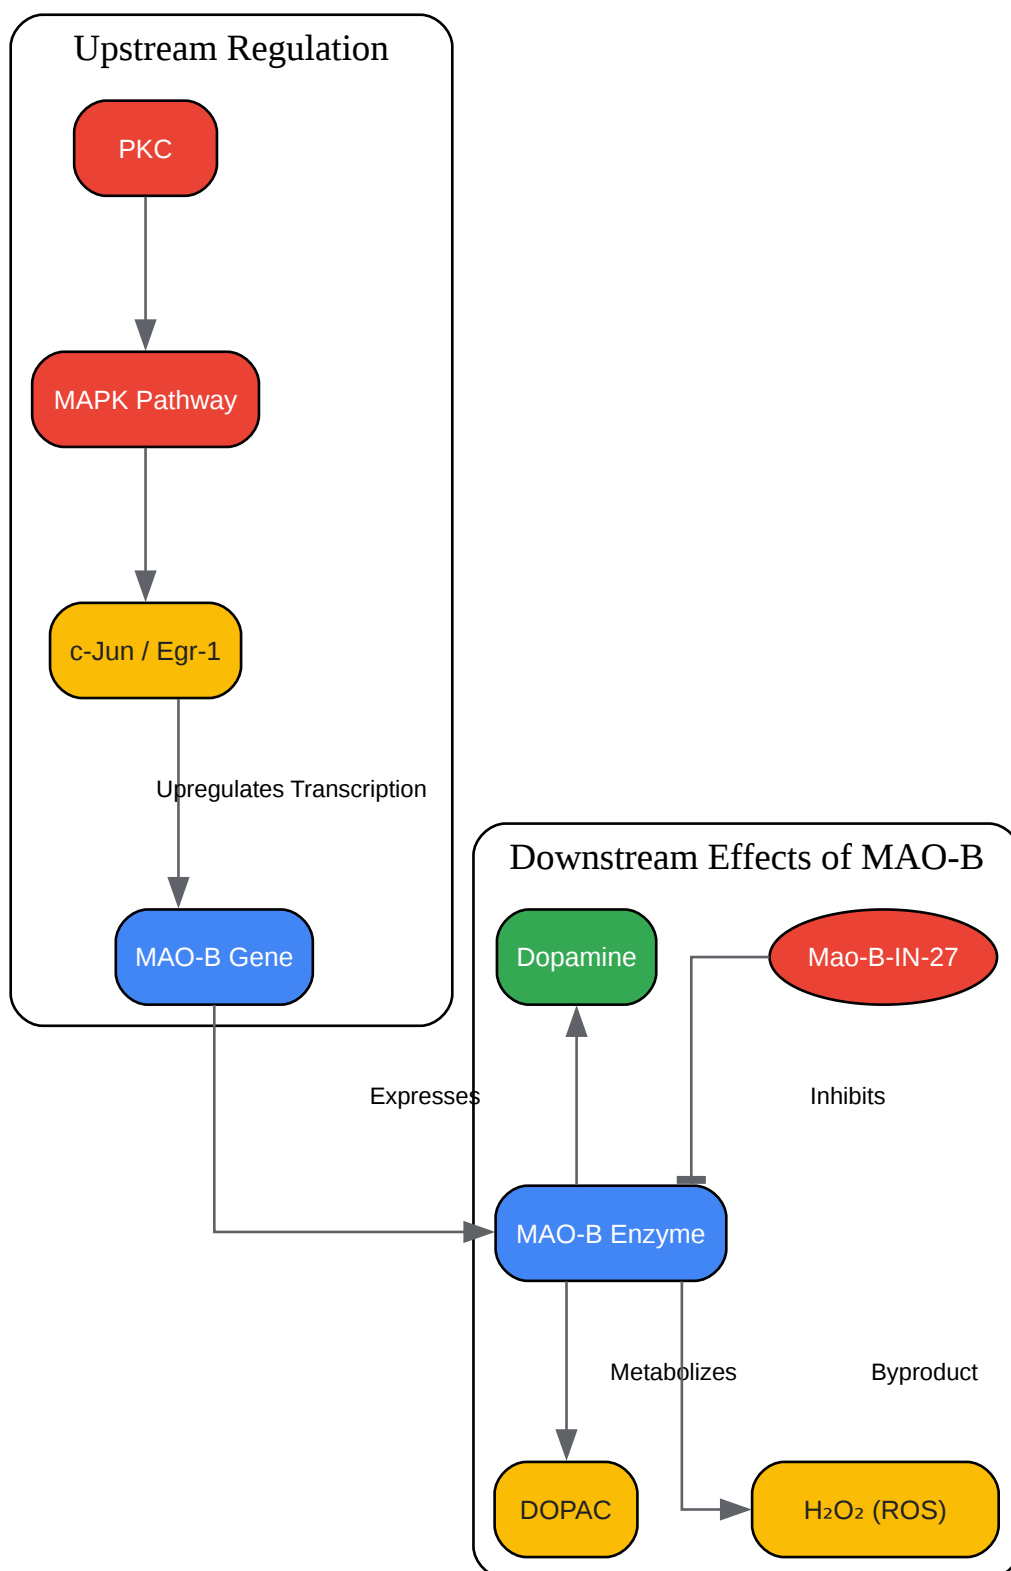 Upstream Regulation
PKC
MAPK Pathway
c-Jun / Egr-1
Upregulates Transcription
MAO-B Gene
Expresses
Downstream Effects of MAO-B
Dopamine
Mao-B-IN-27
Inhibits
MAO-B Enzyme
Metabolizes
Byproduct
DOPAC
H₂O₂ (ROS)